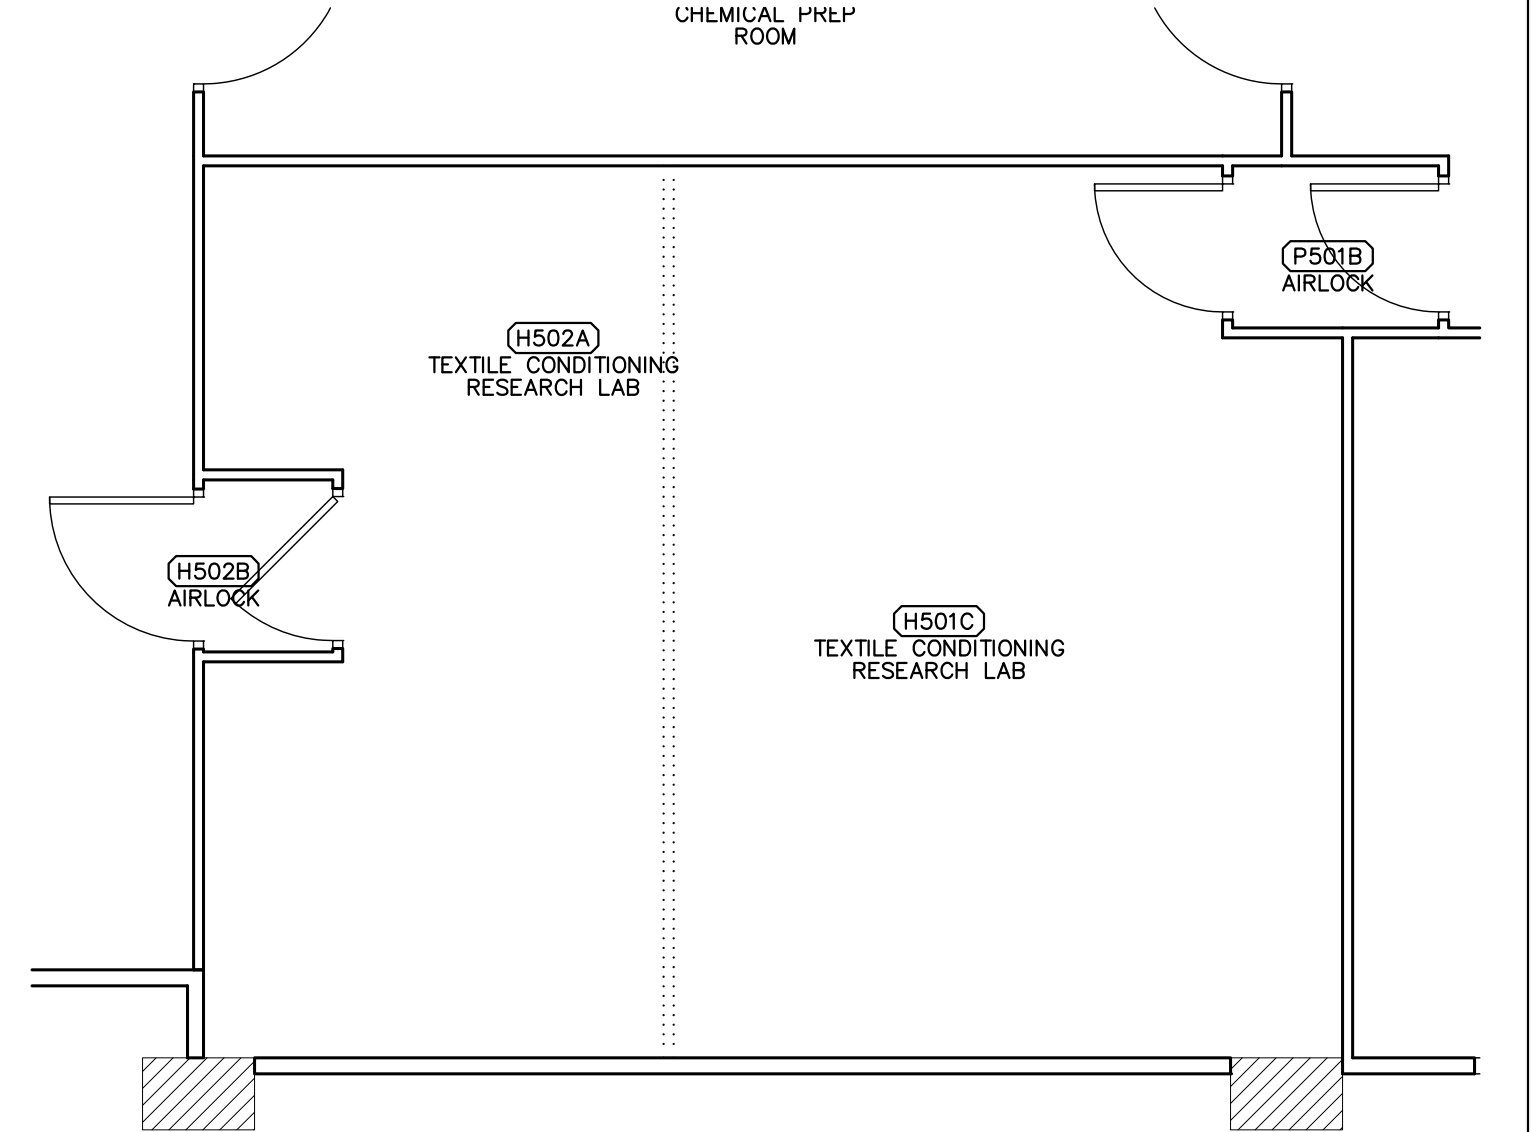 CHEMICAL PREP
ROOM
P501B
AIRLOCK
H502A
TEXTILE CONDITIONING
RESEARCH LAB
H502B
AIRLOCK
H501C
TEXTILE CONDITIONING
RESEARCH LAB